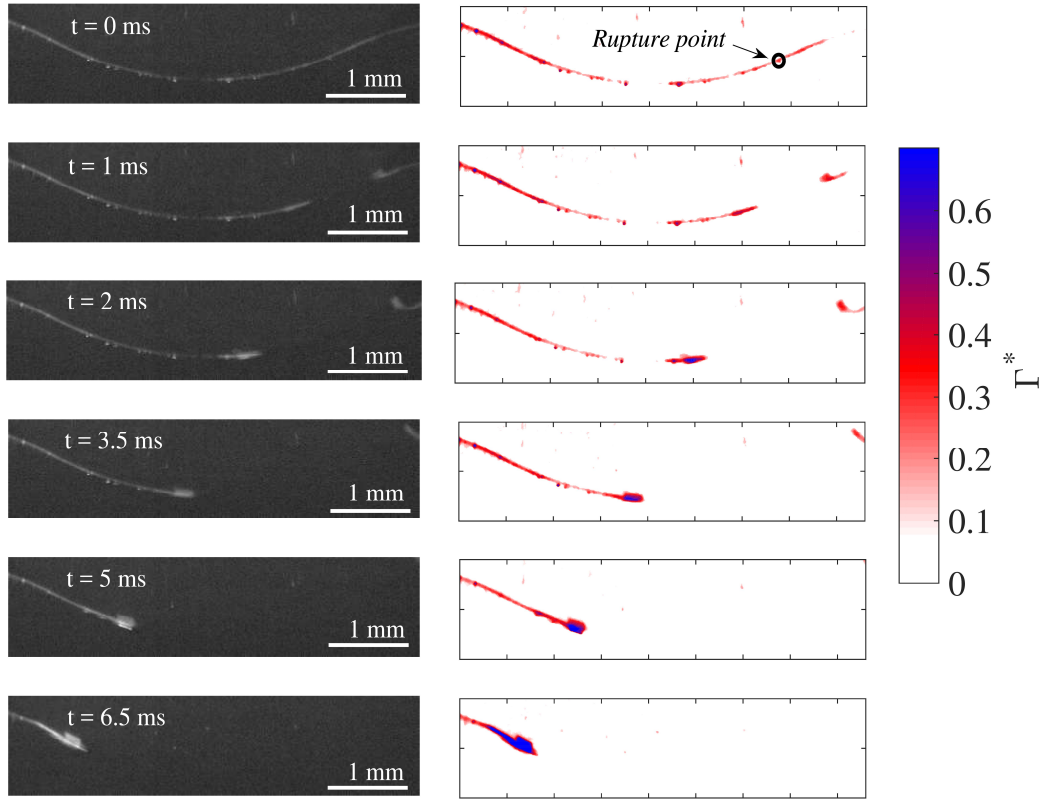 t = 0 ms
1 mm
Rupture point
t = 1 ms
1 mm
t = 2 ms
1 mm
t = 3.5 ms
1 mm
t = 5 ms
1 mm
t = 6.5 ms
1 mm
0.6
0.5
0.4
0.3
0.2
0.1
0
Γ*